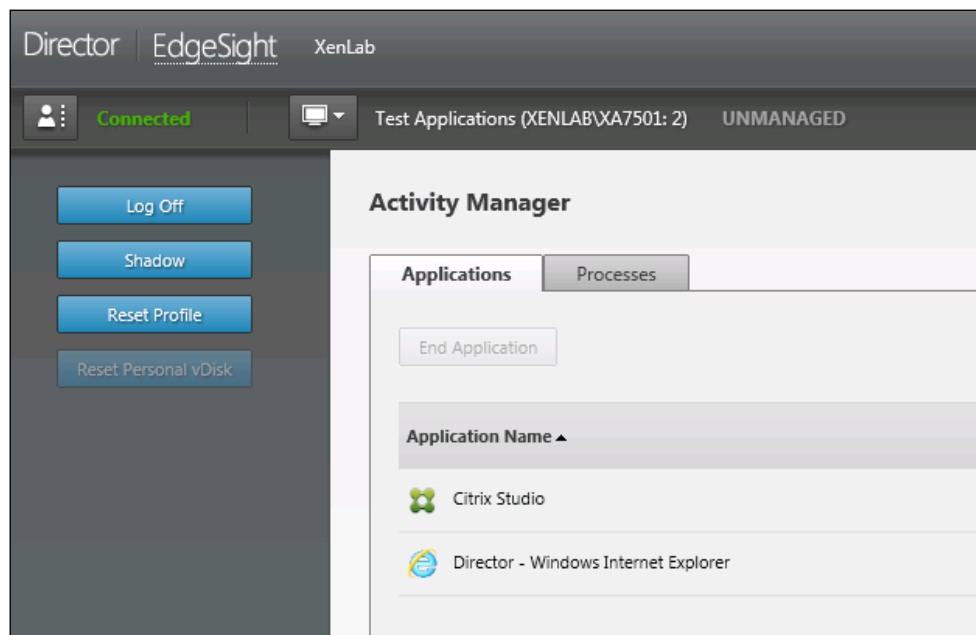 Director EdgeSight XenLab
Connected Test Applications (XENLAB\XA7501: 2) UNMANAGED
Log Off
Shadow
Reset Profile
Reset Personal vDisk
Activity Manager
Applications Processes
End Application
Application Name
Citrix Studio
Director - Windows Internet Explorer